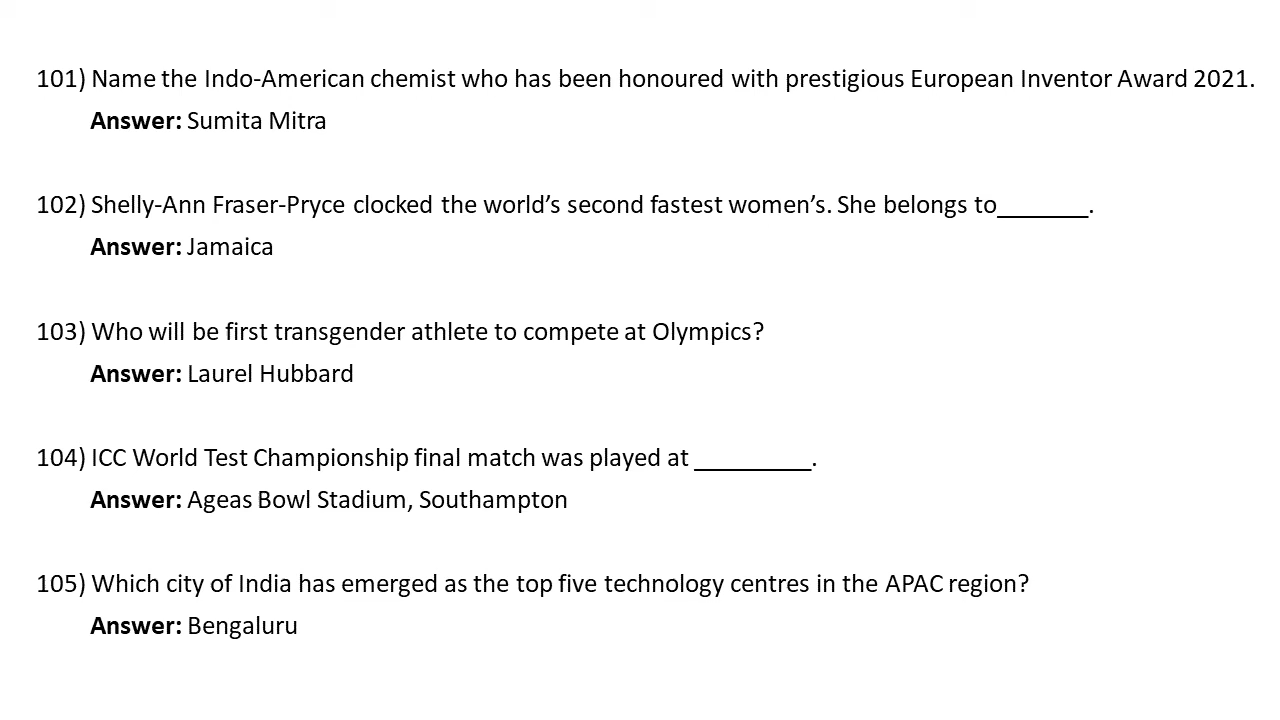 101) Name the Indo-American chemist who has been honoured with prestigious European Inventor Award 2021.
Answer: Sumita Mitra
102) Shelly-Ann Fraser-Pryce clocked the world’s second fastest women’s. She belongs to_______.
Answer: Jamaica
103) Who will be first transgender athlete to compete at Olympics?
Answer: Laurel Hubbard
104) ICC World Test Championship final match was played at _________.
Answer: Ageas Bowl Stadium, Southampton
105) Which city of India has emerged as the top five technology centres in the APAC region?
Answer: Bengaluru